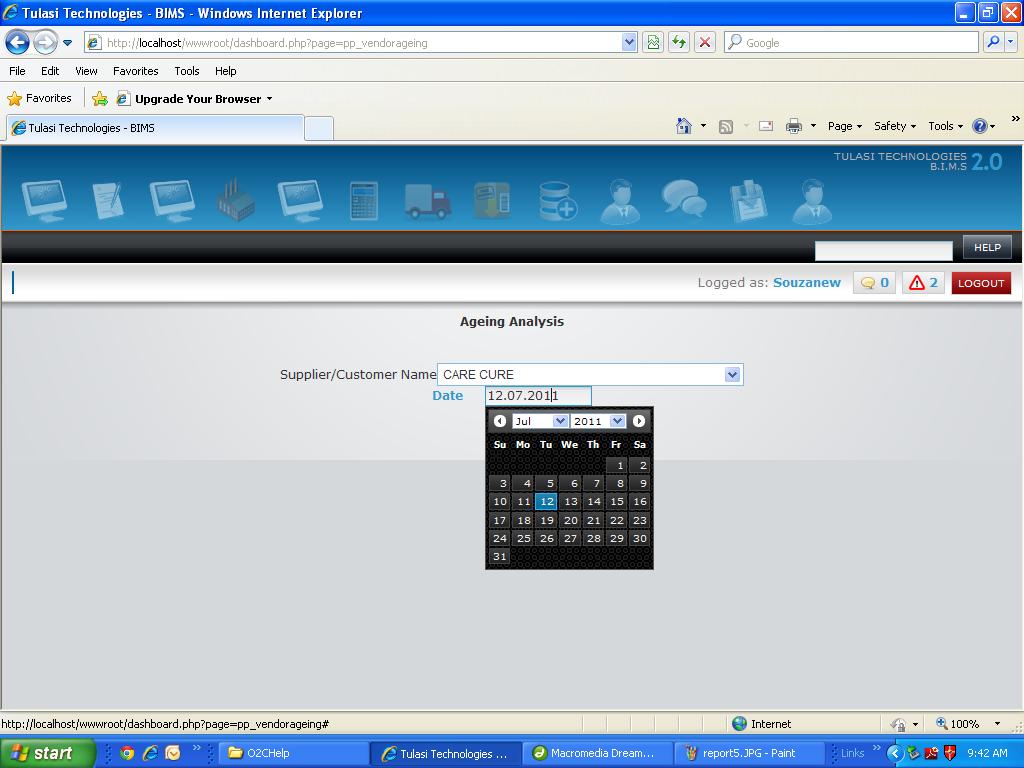 Tulasi Technologies - BIMS - Windows Internet Explorer
http://localhost/wwwroot/dashboard.php?page=pp_vendorageing
Google
File Edit View Favorites Tools Help
Favorites Upgrade Your Browser
Tulasi Technologies - BIMS
Page Safety Tools
TULASI TECHNOLOGIES
B.I.M.S 2.0
HELP
Logged as: Souzanew 0 2 LOGOUT
Ageing Analysis
Supplier/Customer Name CARE CURE
Date 12.07.2011
Jul 2011
Su Mo Tu We Th Fr Sa
1 2
3 4 5 6 7 8 9
10 11 12 13 14 15 16
17 18 19 20 21 22 23
24 25 26 27 28 29 30
31
http://localhost/wwwroot/dashboard.php?page=pp_vendorageing# Internet 100%
start O2CHelp Tulasi Technologies ... Macromedia Dream... report5.JPG - Paint Links 9:42 AM